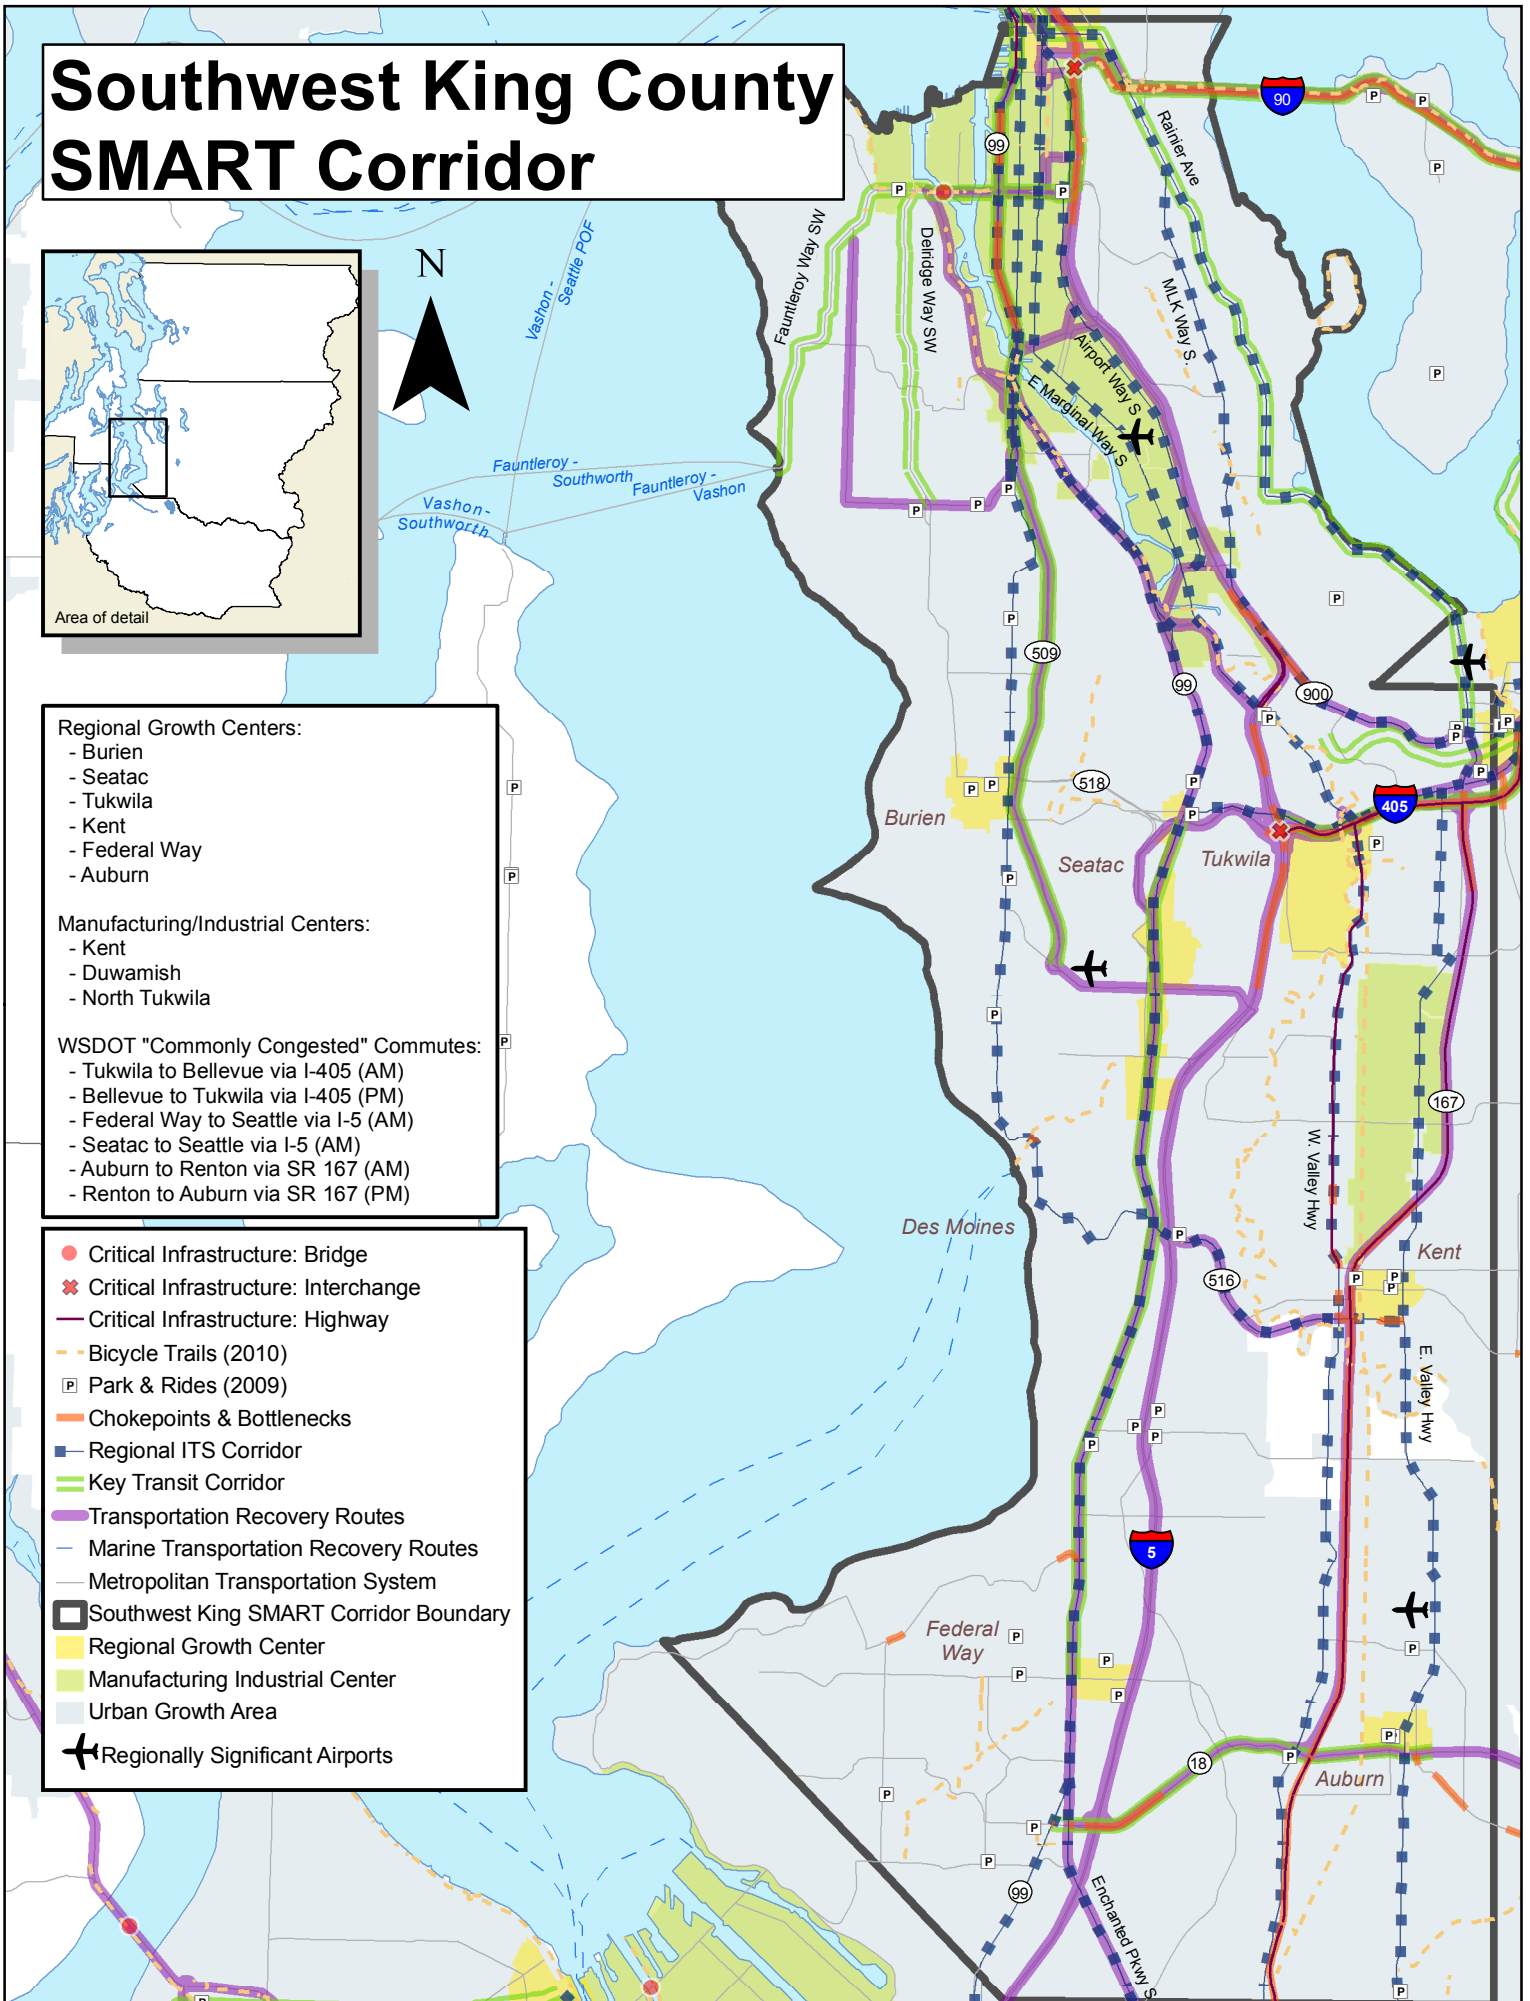 Southwest King County
SMART Corridor
N
Area of detail
Regional Growth Centers:
- Burien
- Seatac
- Tukwila
- Kent
- Federal Way
- Auburn
Manufacturing/Industrial Centers:
- Kent
- Duwamish
- North Tukwila
WSDOT "Commonly Congested" Commutes:
- Tukwila to Bellevue via I-405 (AM)
- Bellevue to Tukwila via I-405 (PM)
- Federal Way to Seattle via I-5 (AM)
- Seatac to Seattle via I-5 (AM)
- Auburn to Renton via SR 167 (AM)
- Renton to Auburn via SR 167 (PM)
Critical Infrastructure: Bridge
Critical Infrastructure: Interchange
Critical Infrastructure: Highway
Bicycle Trails (2010)
P Park & Rides (2009)
Chokepoints & Bottlenecks
Regional ITS Corridor
Key Transit Corridor
Transportation Recovery Routes
Marine Transportation Recovery Routes
Metropolitan Transportation System
Southwest King SMART Corridor Boundary
Regional Growth Center
Manufacturing Industrial Center
Urban Growth Area
Regionally Significant Airports
Vashon -
Seattle POF
Fauntleroy -
Southworth
Fauntleroy -
Vashon
Vashon-
Southworth
90
99
Rainier Ave
Fauntleroy Way SW
Delridge Way SW
MLK Way S.
Airport Way S
E Marginal Way S
509
99
900
518
405
Burien
Seatac
Tukwila
167
W. Valley Hwy
Des Moines
Kent
516
E. Valley Hwy
5
Federal
Way
18
Auburn
99
Enchanted Pkwy S